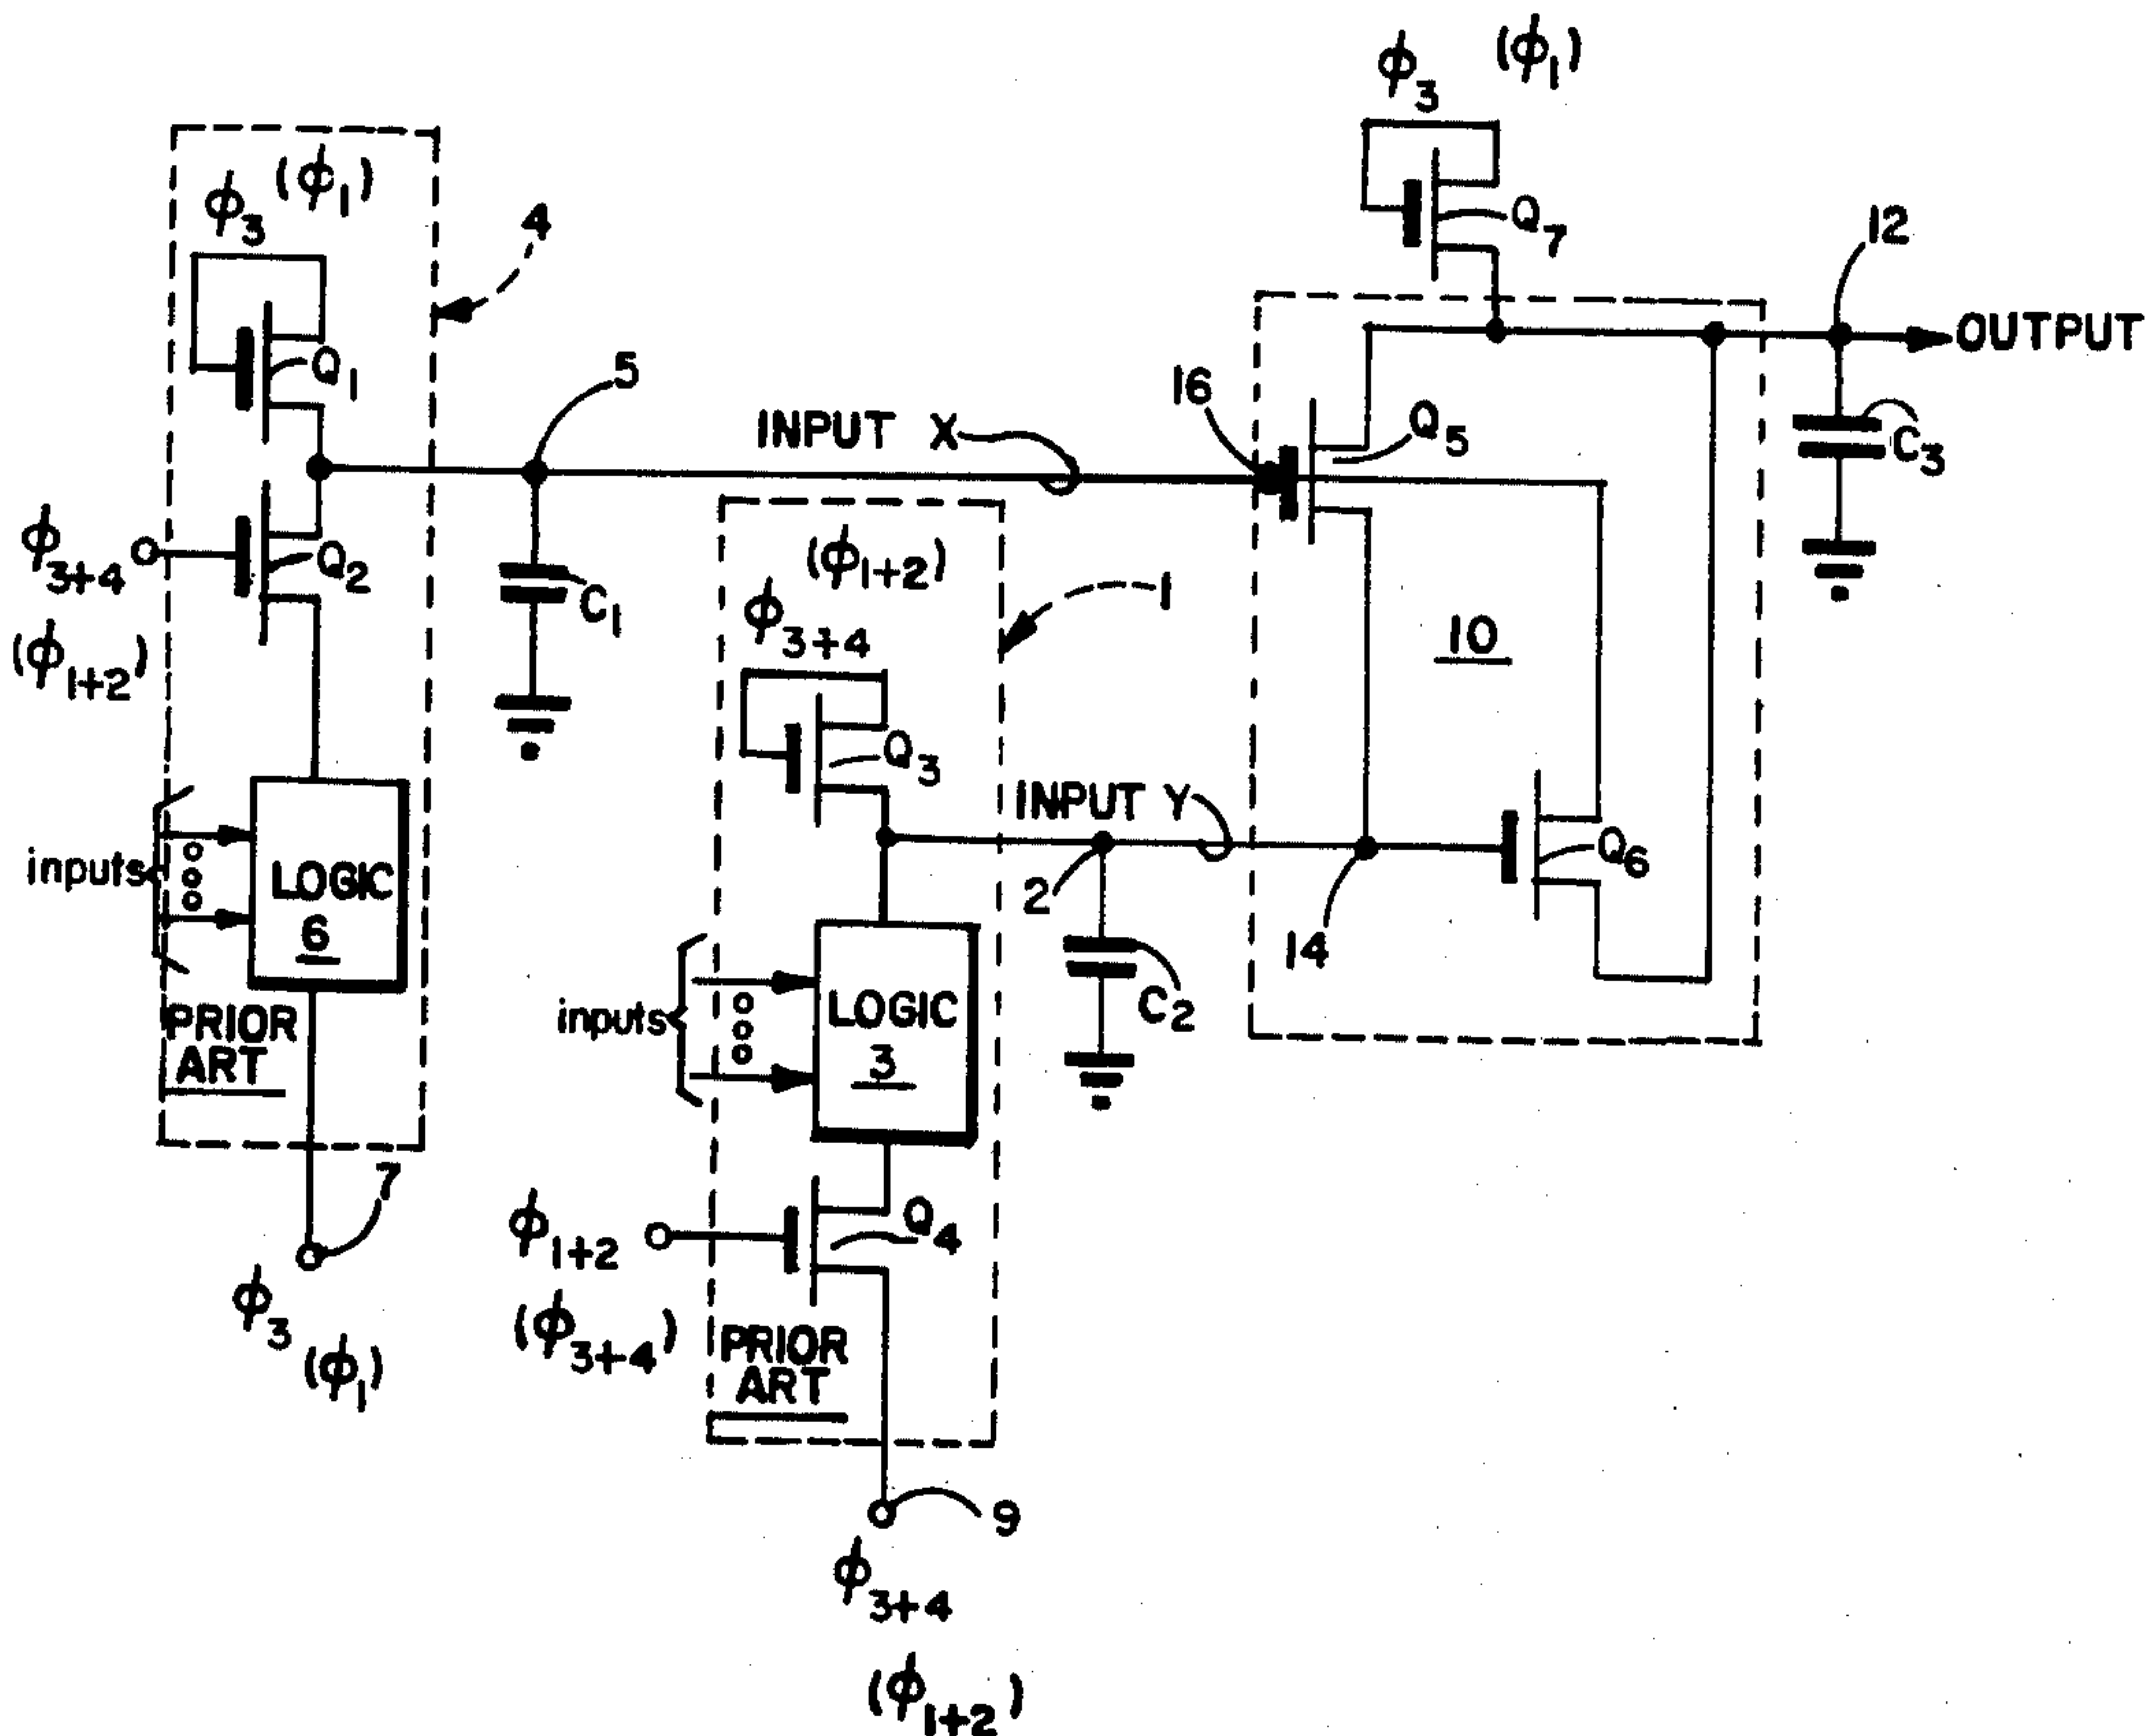 ϕ3 (ϕ1)
ϕ3 (ϕ1)
4
Q1
Q7
12
OUTPUT
5
16
INPUT X
Q5
C3
ϕ3+4
(ϕ1+2)
Q2
C1
(ϕ1+2)
ϕ3+4
1
10
Q3
INPUT Y
Q6
inputs
LOGIC
6
2
14
PRIOR
ART
inputs
LOGIC
3
C2
7
ϕ3
(ϕ1)
ϕ1+2
(ϕ3+4)
Q4
PRIOR
ART
9
ϕ3+4
(ϕ1+2)